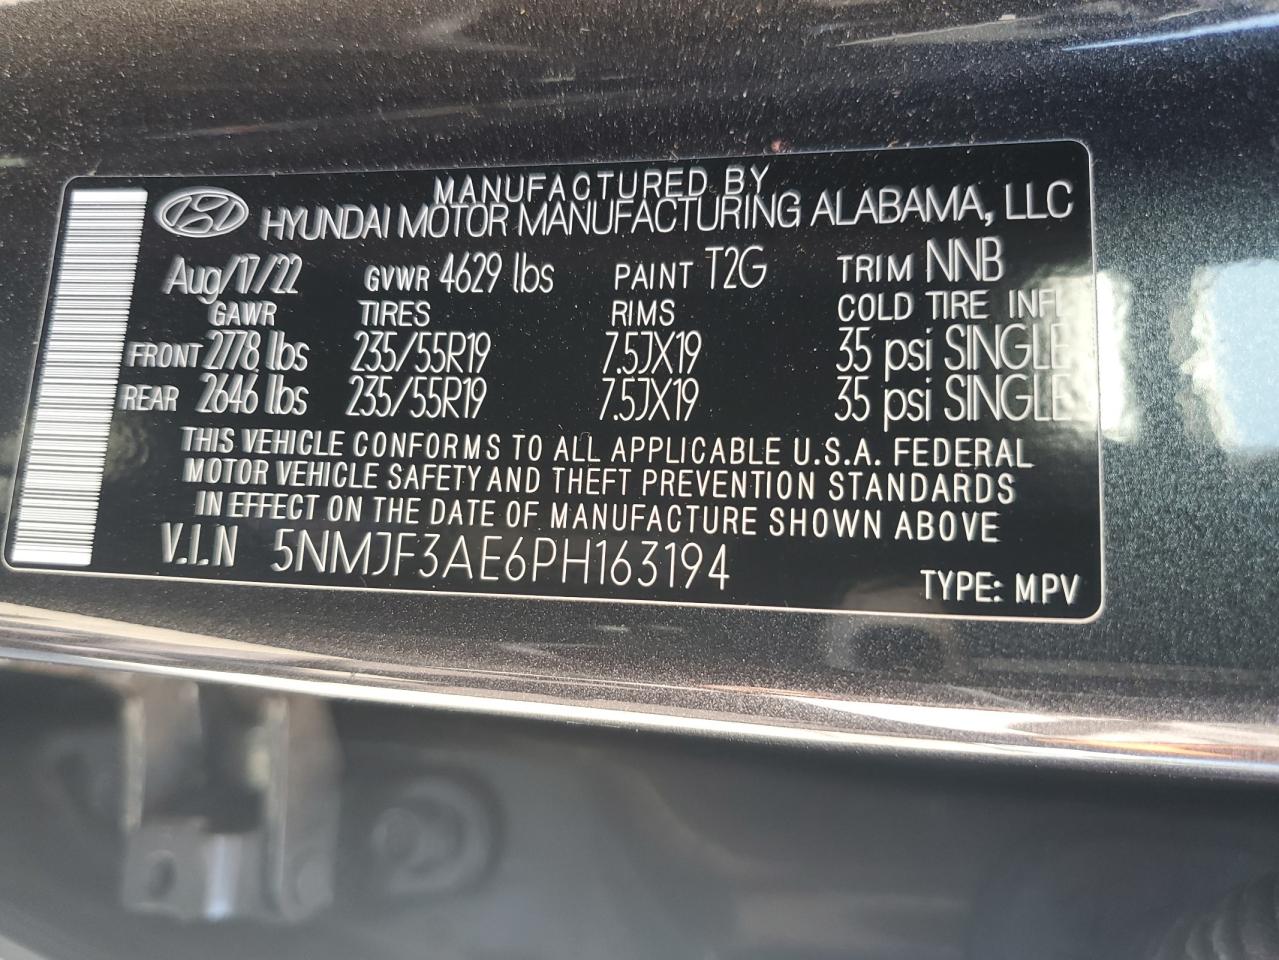 MANUFACTURED BY
HYUNDAI MOTOR MANUFACTURING ALABAMA, LLC
Aug/17/22 GVWR 4629 lbs PAINT T2G TRIM NNB
GAWR TIRES RIMS COLD TIRE INFL
FRONT 2778 lbs 235/55R19 7.5JX19 35 psi SINGLE
REAR 2646 lbs 235/55R19 7.5JX19 35 psi SINGLE
THIS VEHICLE CONFORMS TO ALL APPLICABLE U.S.A. FEDERAL
MOTOR VEHICLE SAFETY AND THEFT PREVENTION STANDARDS
IN EFFECT ON THE DATE OF MANUFACTURE SHOWN ABOVE
V.I.N 5NMJF3AE6PH163194
TYPE: MPV